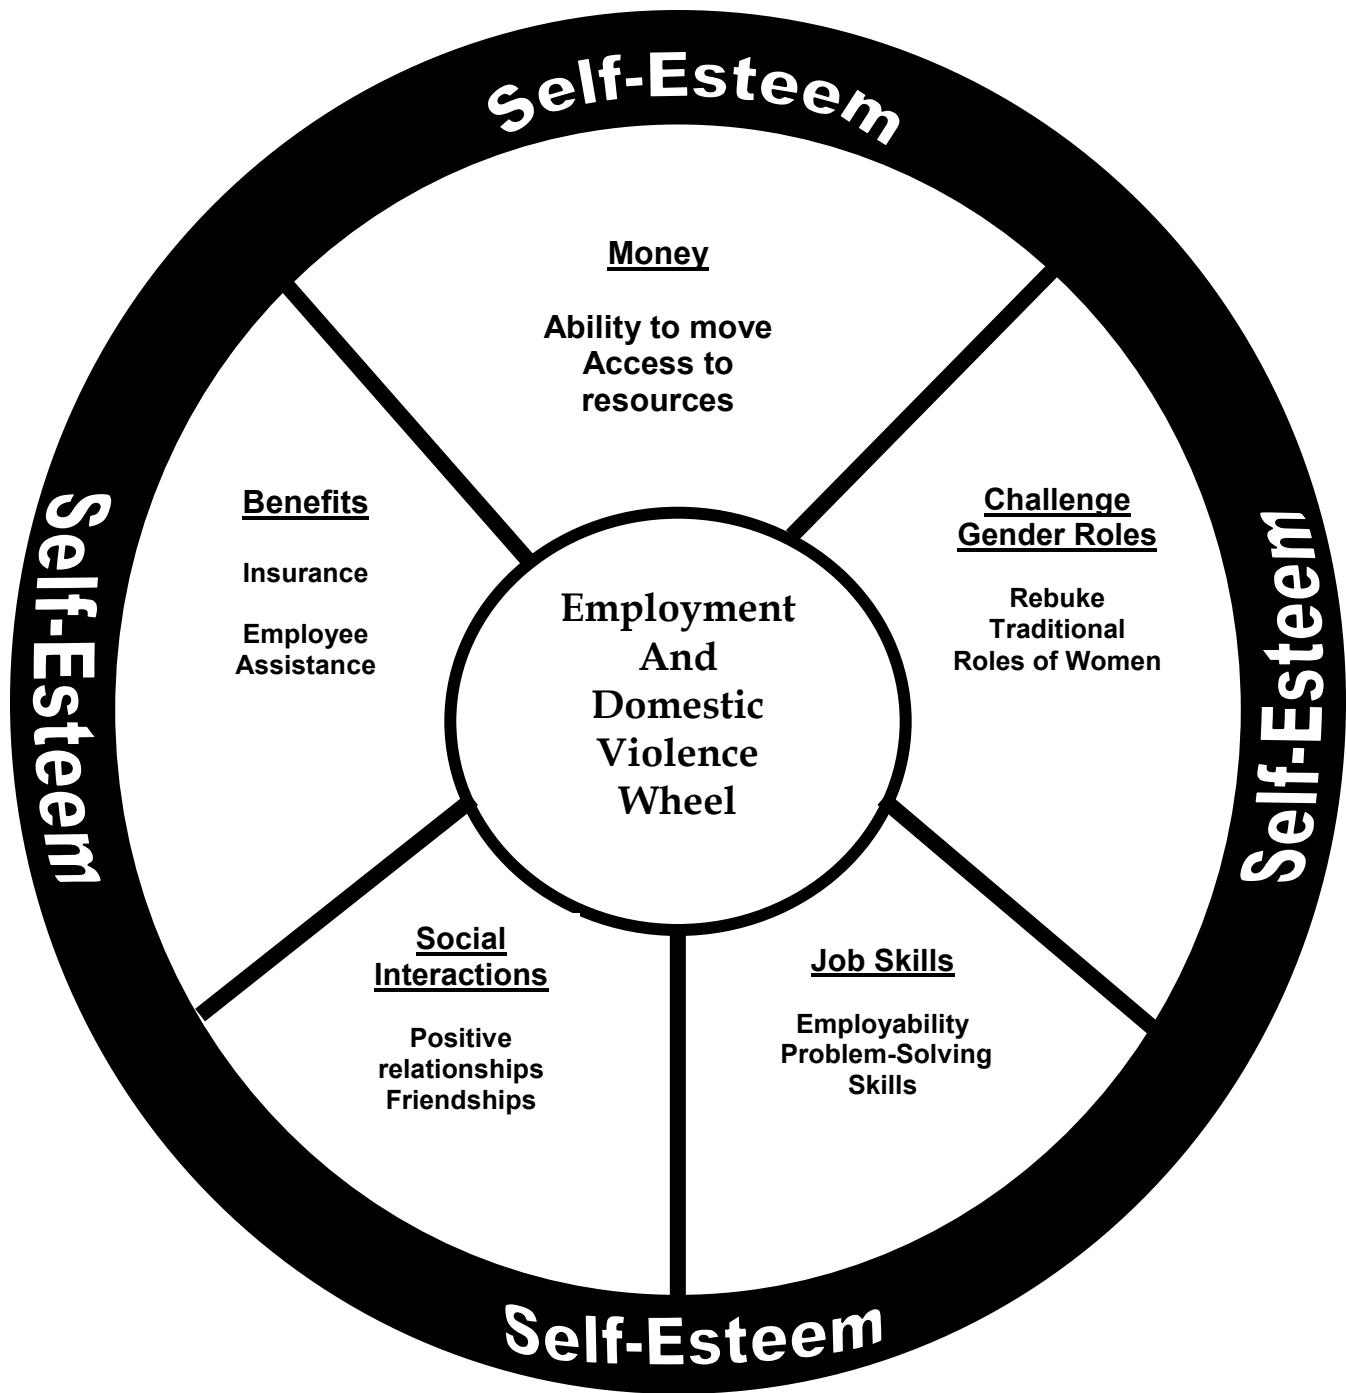 Self-Esteem
Money
Ability to move
Access to
resources
Challenge
Gender Roles
Rebuke
Traditional
Roles of Women
Self-Esteem
Job Skills
Employability
Problem-Solving
Skills
Self-Esteem
Social
Interactions
Positive
relationships
Friendships
Benefits
Insurance
Employee
Assistance
Self-Esteem
Employment
And
Domestic
Violence
Wheel